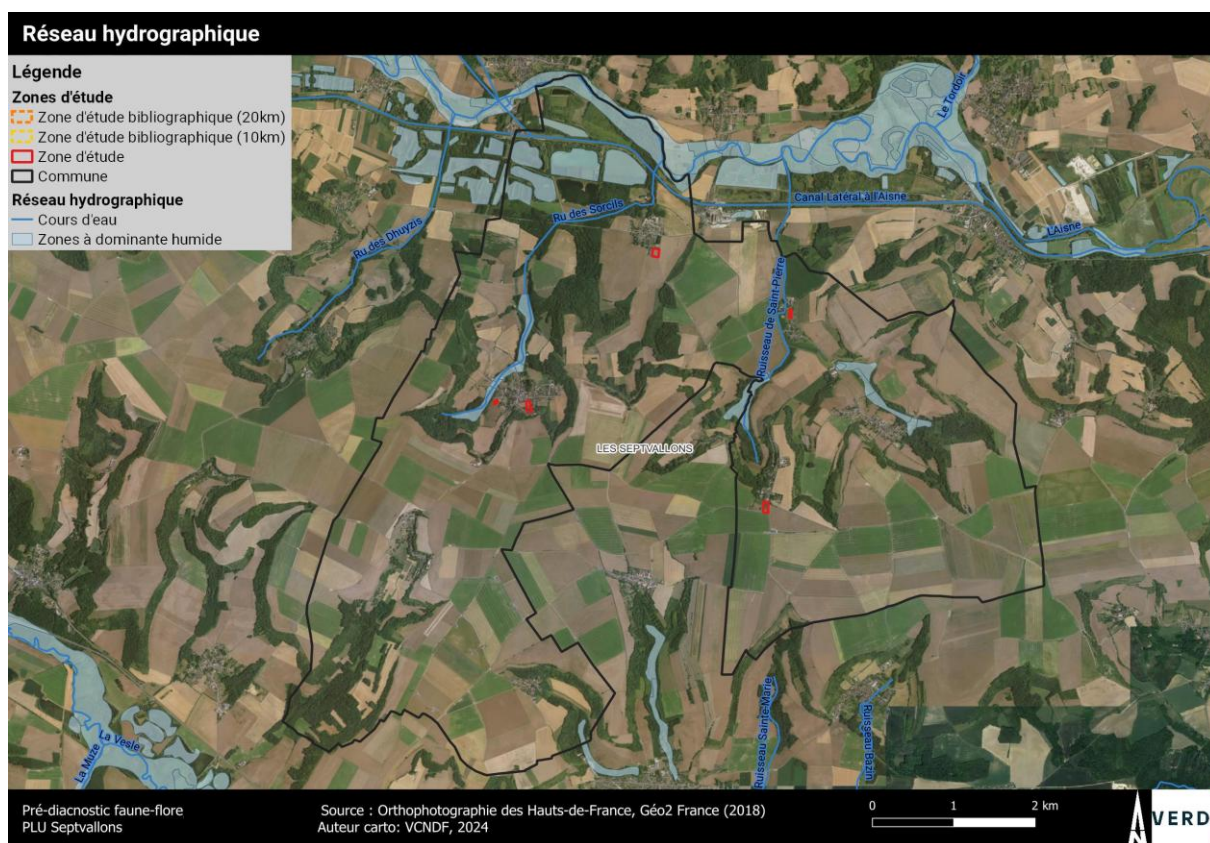 Réseau hydrographique
Légende
Zones d'étude
Zone d'étude bibliographique (20km)
Zone d'étude bibliographique (10km)
Zone d'étude
Commune
Réseau hydrographique
Cours d'eau
Zones à dominante humide
Le Tordoir
Canal Latéral à l'Aisne
Ru des Sorcils
Ru des Dhuyzis
L'Aisne
Ruisseau de Saint-Pierre
LES SEPTVALLONS
Ruisseau Sainte-Marie
Ruisseau Bazin
La Vesle
La Muze
Pré-diacnostic faune-flore
PLU Septvallons
Source : Orthophotographie des Hauts-de-France, Géo2 France (2018)
Auteur carto: VCNDF, 2024
0 1 2 km
N
VERD